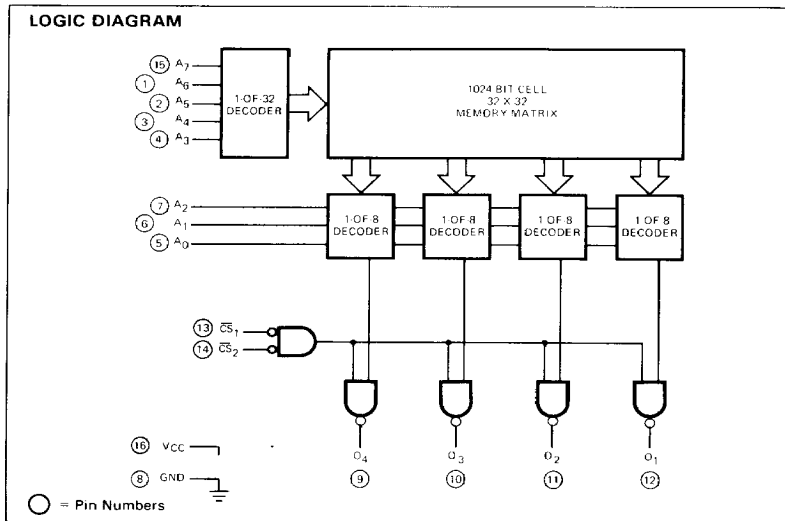 LOGIC DIAGRAM
15 A7
1 A6
2 A5
3 A4
4 A3
1-OF-32
DECODER
1024 BIT CELL
32 X 32
MEMORY MATRIX
7 A2
6 A1
5 A0
1-OF-8
DECODER
1-OF-8
DECODER
1 OF-8
DECODER
1 OF 8
DECODER
13 CS1
14 CS2
16 VCC
8 GND
O4
9
O3
10
O2
11
O1
12
= Pin Numbers